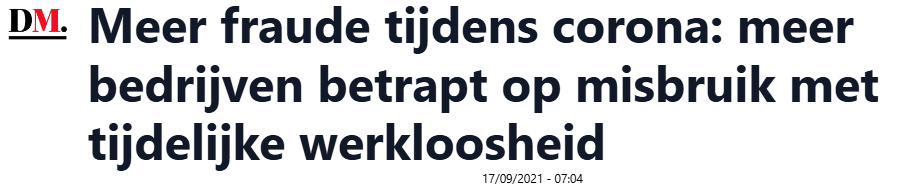 DM.
Meer fraude tijdens corona: meer
bedrijven betrapt op misbruik met
tijdelijke werkloosheid
17/09/2021 - 07:04